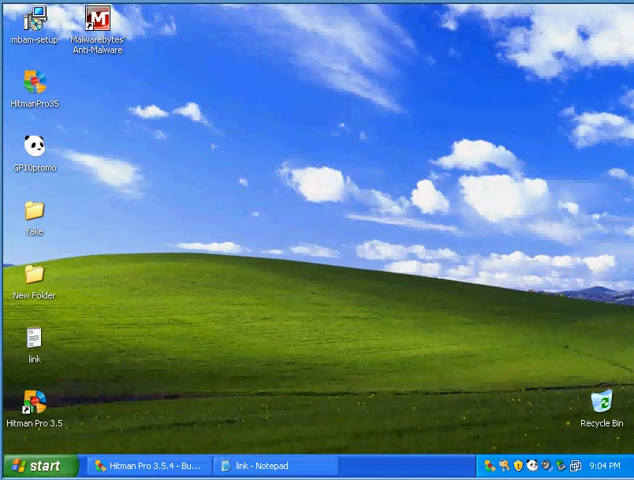 mbam-setup
Malwarebytes'
Anti-Malware
HitmanPro35
GP10promo
fake
New Folder
link
Hitman Pro 3.5
Recycle Bin
start
Hitman Pro 3.5.4 - Bu...
link - Notepad
9:04 PM